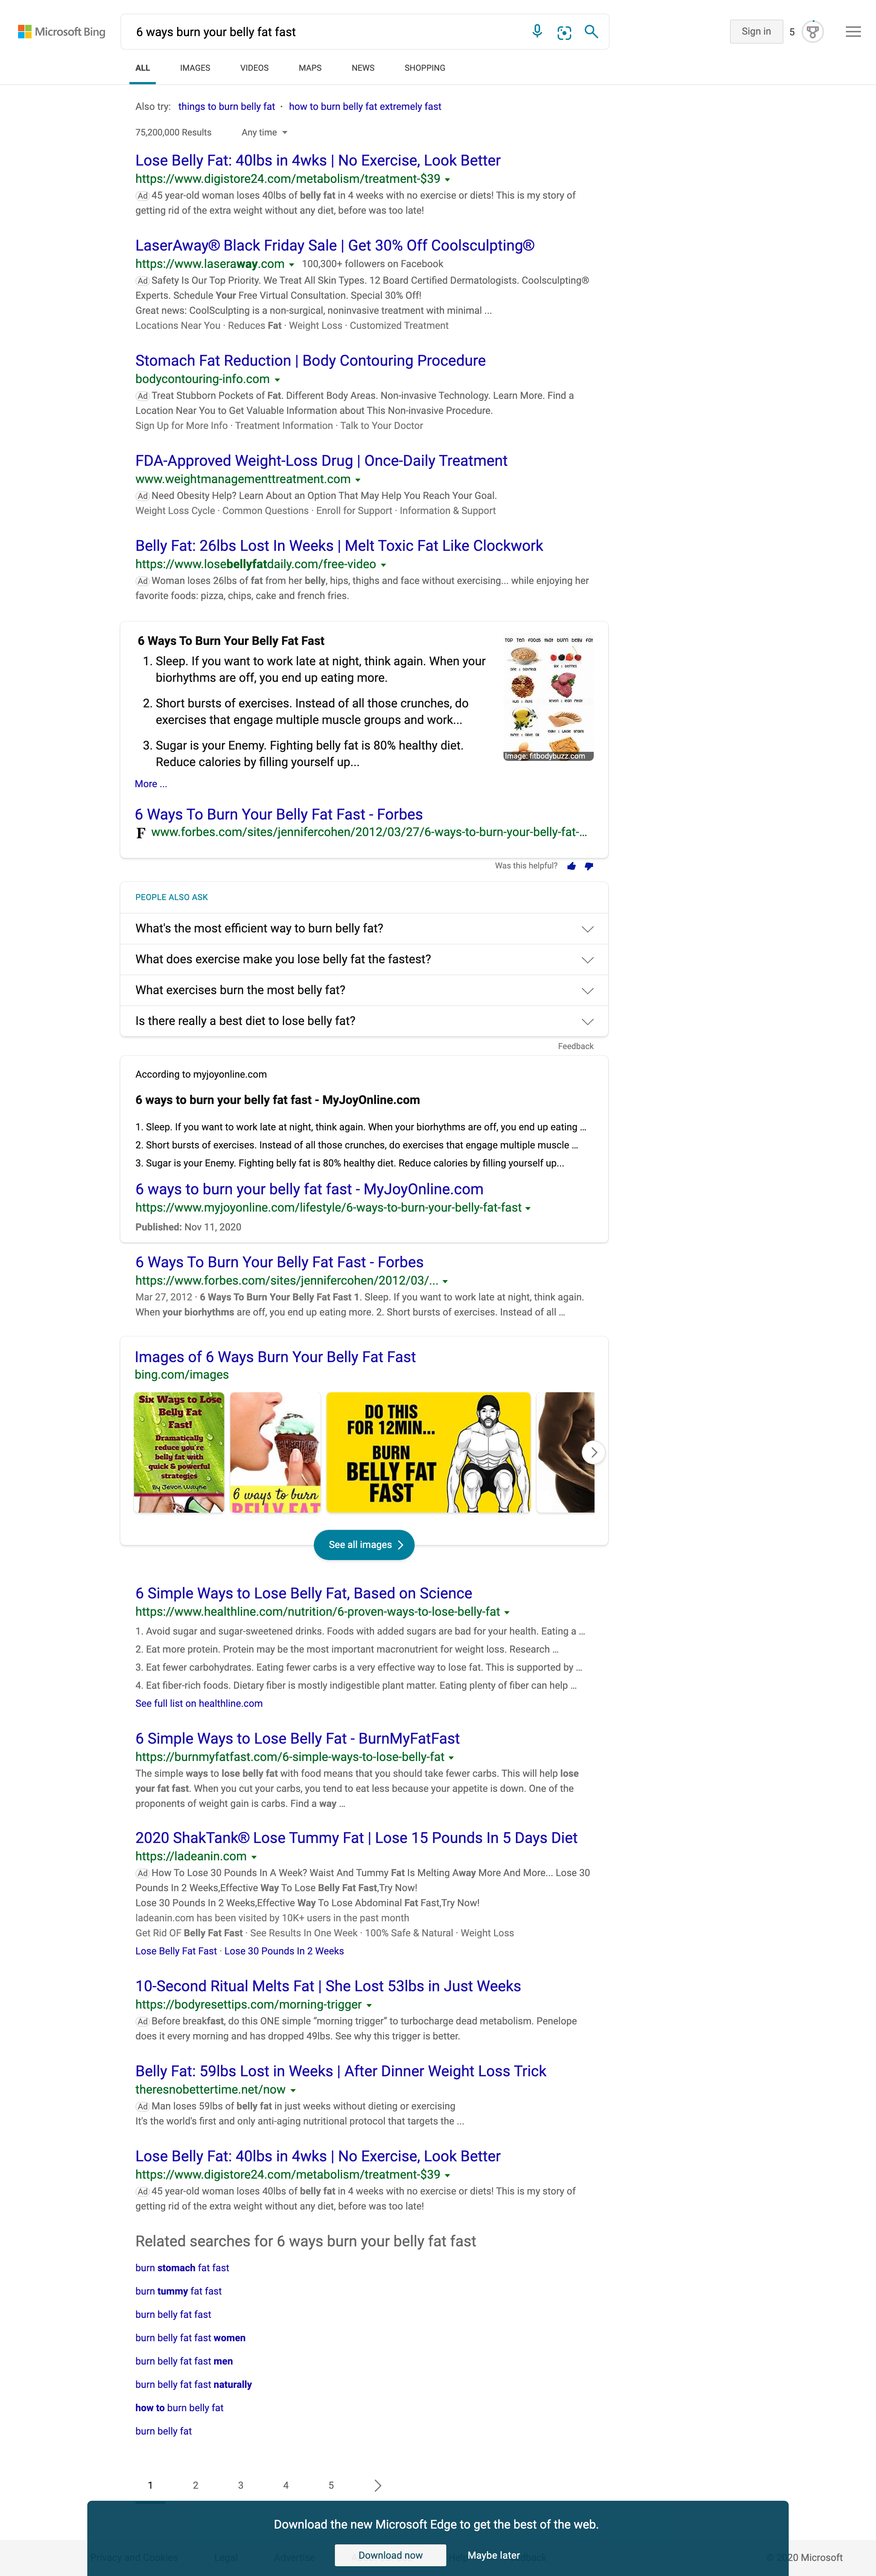 Microsoft Bing
6 ways burn your belly fat fast
Sign in
5
ALL
IMAGES
VIDEOS
MAPS
NEWS
SHOPPING
Also try: things to burn belly fat · how to burn belly fat extremely fast
75,200,000 Results
Any time
Lose Belly Fat: 40lbs in 4wks | No Exercise, Look Better
https://www.digistore24.com/metabolism/treatment-$39
Ad 45 year-old woman loses 40lbs of belly fat in 4 weeks with no exercise or diets! This is my story of
getting rid of the extra weight without any diet, before was too late!
LaserAway® Black Friday Sale | Get 30% Off Coolsculpting®
https://www.laseraway.com 100,300+ followers on Facebook
Ad Safety Is Our Top Priority. We Treat All Skin Types. 12 Board Certified Dermatologists. Coolsculpting®
Experts. Schedule Your Free Virtual Consultation. Special 30% Off!
Great news: CoolSculpting is a non-surgical, noninvasive treatment with minimal ...
Locations Near You · Reduces Fat · Weight Loss · Customized Treatment
Stomach Fat Reduction | Body Contouring Procedure
bodycontouring-info.com
Ad Treat Stubborn Pockets of Fat. Different Body Areas. Non-invasive Technology. Learn More. Find a
Location Near You to Get Valuable Information about This Non-invasive Procedure.
Sign Up for More Info · Treatment Information · Talk to Your Doctor
FDA-Approved Weight-Loss Drug | Once-Daily Treatment
www.weightmanagementtreatment.com
Ad Need Obesity Help? Learn About an Option That May Help You Reach Your Goal.
Weight Loss Cycle · Common Questions · Enroll for Support · Information & Support
Belly Fat: 26lbs Lost In Weeks | Melt Toxic Fat Like Clockwork
https://www.losebellyfatdaily.com/free-video
Ad Woman loses 26lbs of fat from her belly, hips, thighs and face without exercising... while enjoying her
favorite foods: pizza, chips, cake and french fries.
6 Ways To Burn Your Belly Fat Fast
1. Sleep. If you want to work late at night, think again. When your
biorhythms are off, you end up eating more.
2. Short bursts of exercises. Instead of all those crunches, do
exercises that engage multiple muscle groups and work...
3. Sugar is your Enemy. Fighting belly fat is 80% healthy diet.
Reduce calories by filling yourself up...
TOP TEN FOODS that BURN BELLY FAT
Image: fitbodybuzz.com
More ...
6 Ways To Burn Your Belly Fat Fast - Forbes
F www.forbes.com/sites/jennifercohen/2012/03/27/6-ways-to-burn-your-belly-fat-...
Was this helpful?
PEOPLE ALSO ASK
What's the most efficient way to burn belly fat?
What does exercise make you lose belly fat the fastest?
What exercises burn the most belly fat?
Is there really a best diet to lose belly fat?
Feedback
According to myjoyonline.com
6 ways to burn your belly fat fast - MyJoyOnline.com
1. Sleep. If you want to work late at night, think again. When your biorhythms are off, you end up eating ...
2. Short bursts of exercises. Instead of all those crunches, do exercises that engage multiple muscle ...
3. Sugar is your Enemy. Fighting belly fat is 80% healthy diet. Reduce calories by filling yourself up...
6 ways to burn your belly fat fast - MyJoyOnline.com
https://www.myjoyonline.com/lifestyle/6-ways-to-burn-your-belly-fat-fast
Published: Nov 11, 2020
6 Ways To Burn Your Belly Fat Fast - Forbes
https://www.forbes.com/sites/jennifercohen/2012/03/...
Mar 27, 2012 · 6 Ways To Burn Your Belly Fat Fast 1. Sleep. If you want to work late at night, think again.
When your biorhythms are off, you end up eating more. 2. Short bursts of exercises. Instead of all ...
Images of 6 Ways Burn Your Belly Fat Fast
bing.com/images
Six Ways to Lose
Belly Fat
Fast!
Dramatically
reduce you're
belly fat with
quick & powerful
strategies
By Jevon Wayne
6 ways to burn
BELLY FAT
DO THIS
FOR 12MIN...
BURN
BELLY FAT
FAST
See all images
6 Simple Ways to Lose Belly Fat, Based on Science
https://www.healthline.com/nutrition/6-proven-ways-to-lose-belly-fat
1. Avoid sugar and sugar-sweetened drinks. Foods with added sugars are bad for your health. Eating a ...
2. Eat more protein. Protein may be the most important macronutrient for weight loss. Research ...
3. Eat fewer carbohydrates. Eating fewer carbs is a very effective way to lose fat. This is supported by ...
4. Eat fiber-rich foods. Dietary fiber is mostly indigestible plant matter. Eating plenty of fiber can help ...
See full list on healthline.com
6 Simple Ways to Lose Belly Fat - BurnMyFatFast
https://burnmyfatfast.com/6-simple-ways-to-lose-belly-fat
The simple ways to lose belly fat with food means that you should take fewer carbs. This will help lose
your fat fast. When you cut your carbs, you tend to eat less because your appetite is down. One of the
proponents of weight gain is carbs. Find a way ...
2020 ShakTank® Lose Tummy Fat | Lose 15 Pounds In 5 Days Diet
https://ladeanin.com
Ad How To Lose 30 Pounds In A Week? Waist And Tummy Fat Is Melting Away More And More... Lose 30
Pounds In 2 Weeks,Effective Way To Lose Belly Fat Fast,Try Now!
Lose 30 Pounds In 2 Weeks,Effective Way To Lose Abdominal Fat Fast,Try Now!
ladeanin.com has been visited by 10K+ users in the past month
Get Rid OF Belly Fat Fast · See Results In One Week · 100% Safe & Natural · Weight Loss
Lose Belly Fat Fast · Lose 30 Pounds In 2 Weeks
10-Second Ritual Melts Fat | She Lost 53lbs in Just Weeks
https://bodyresettips.com/morning-trigger
Ad Before breakfast, do this ONE simple “morning trigger” to turbocharge dead metabolism. Penelope
does it every morning and has dropped 49lbs. See why this trigger is better.
Belly Fat: 59lbs Lost in Weeks | After Dinner Weight Loss Trick
theresnobettertime.net/now
Ad Man loses 59lbs of belly fat in just weeks without dieting or exercising
It's the world's first and only anti-aging nutritional protocol that targets the ...
Lose Belly Fat: 40lbs in 4wks | No Exercise, Look Better
https://www.digistore24.com/metabolism/treatment-$39
Ad 45 year-old woman loses 40lbs of belly fat in 4 weeks with no exercise or diets! This is my story of
getting rid of the extra weight without any diet, before was too late!
Related searches for 6 ways burn your belly fat fast
burn stomach fat fast
burn tummy fat fast
burn belly fat fast
burn belly fat fast women
burn belly fat fast men
burn belly fat fast naturally
how to burn belly fat
burn belly fat
1
2
3
4
5
Download the new Microsoft Edge to get the best of the web.
Download now
Maybe later
Privacy and Cookies
Legal
Advertise
20 Microsoft